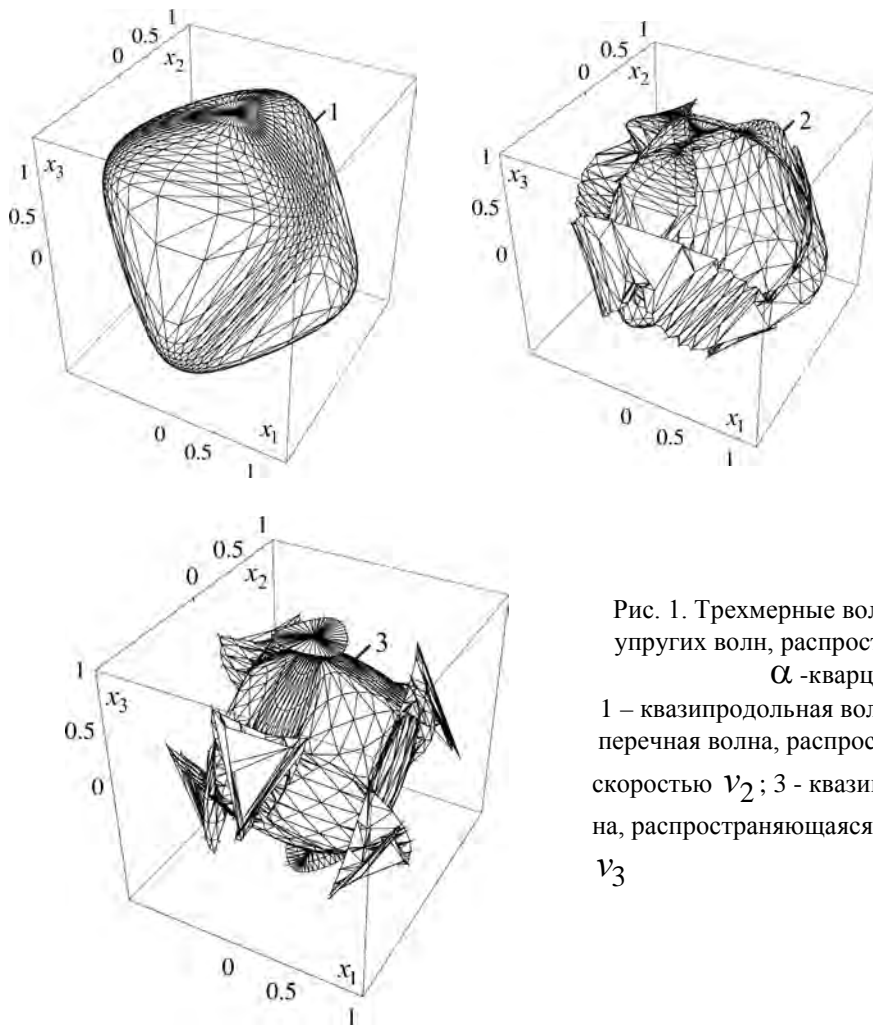 1
0.5
0
x2
1
1
x3
0.5
0
0
0.5
x1
1
1
0.5
0
x2
2
1
x3
0.5
0
0
0.5
x1
1
1
0.5
0
x2
3
1
x3
0.5
0
0
0.5
x1
1
Рис. 1. Трехмерные вол
упругих волн, распрост
α -кварц
1 – квазипродольная вол
перечная волна, распрос
скоростью v2 ; 3 - квази
на, распространяющаяся
v3